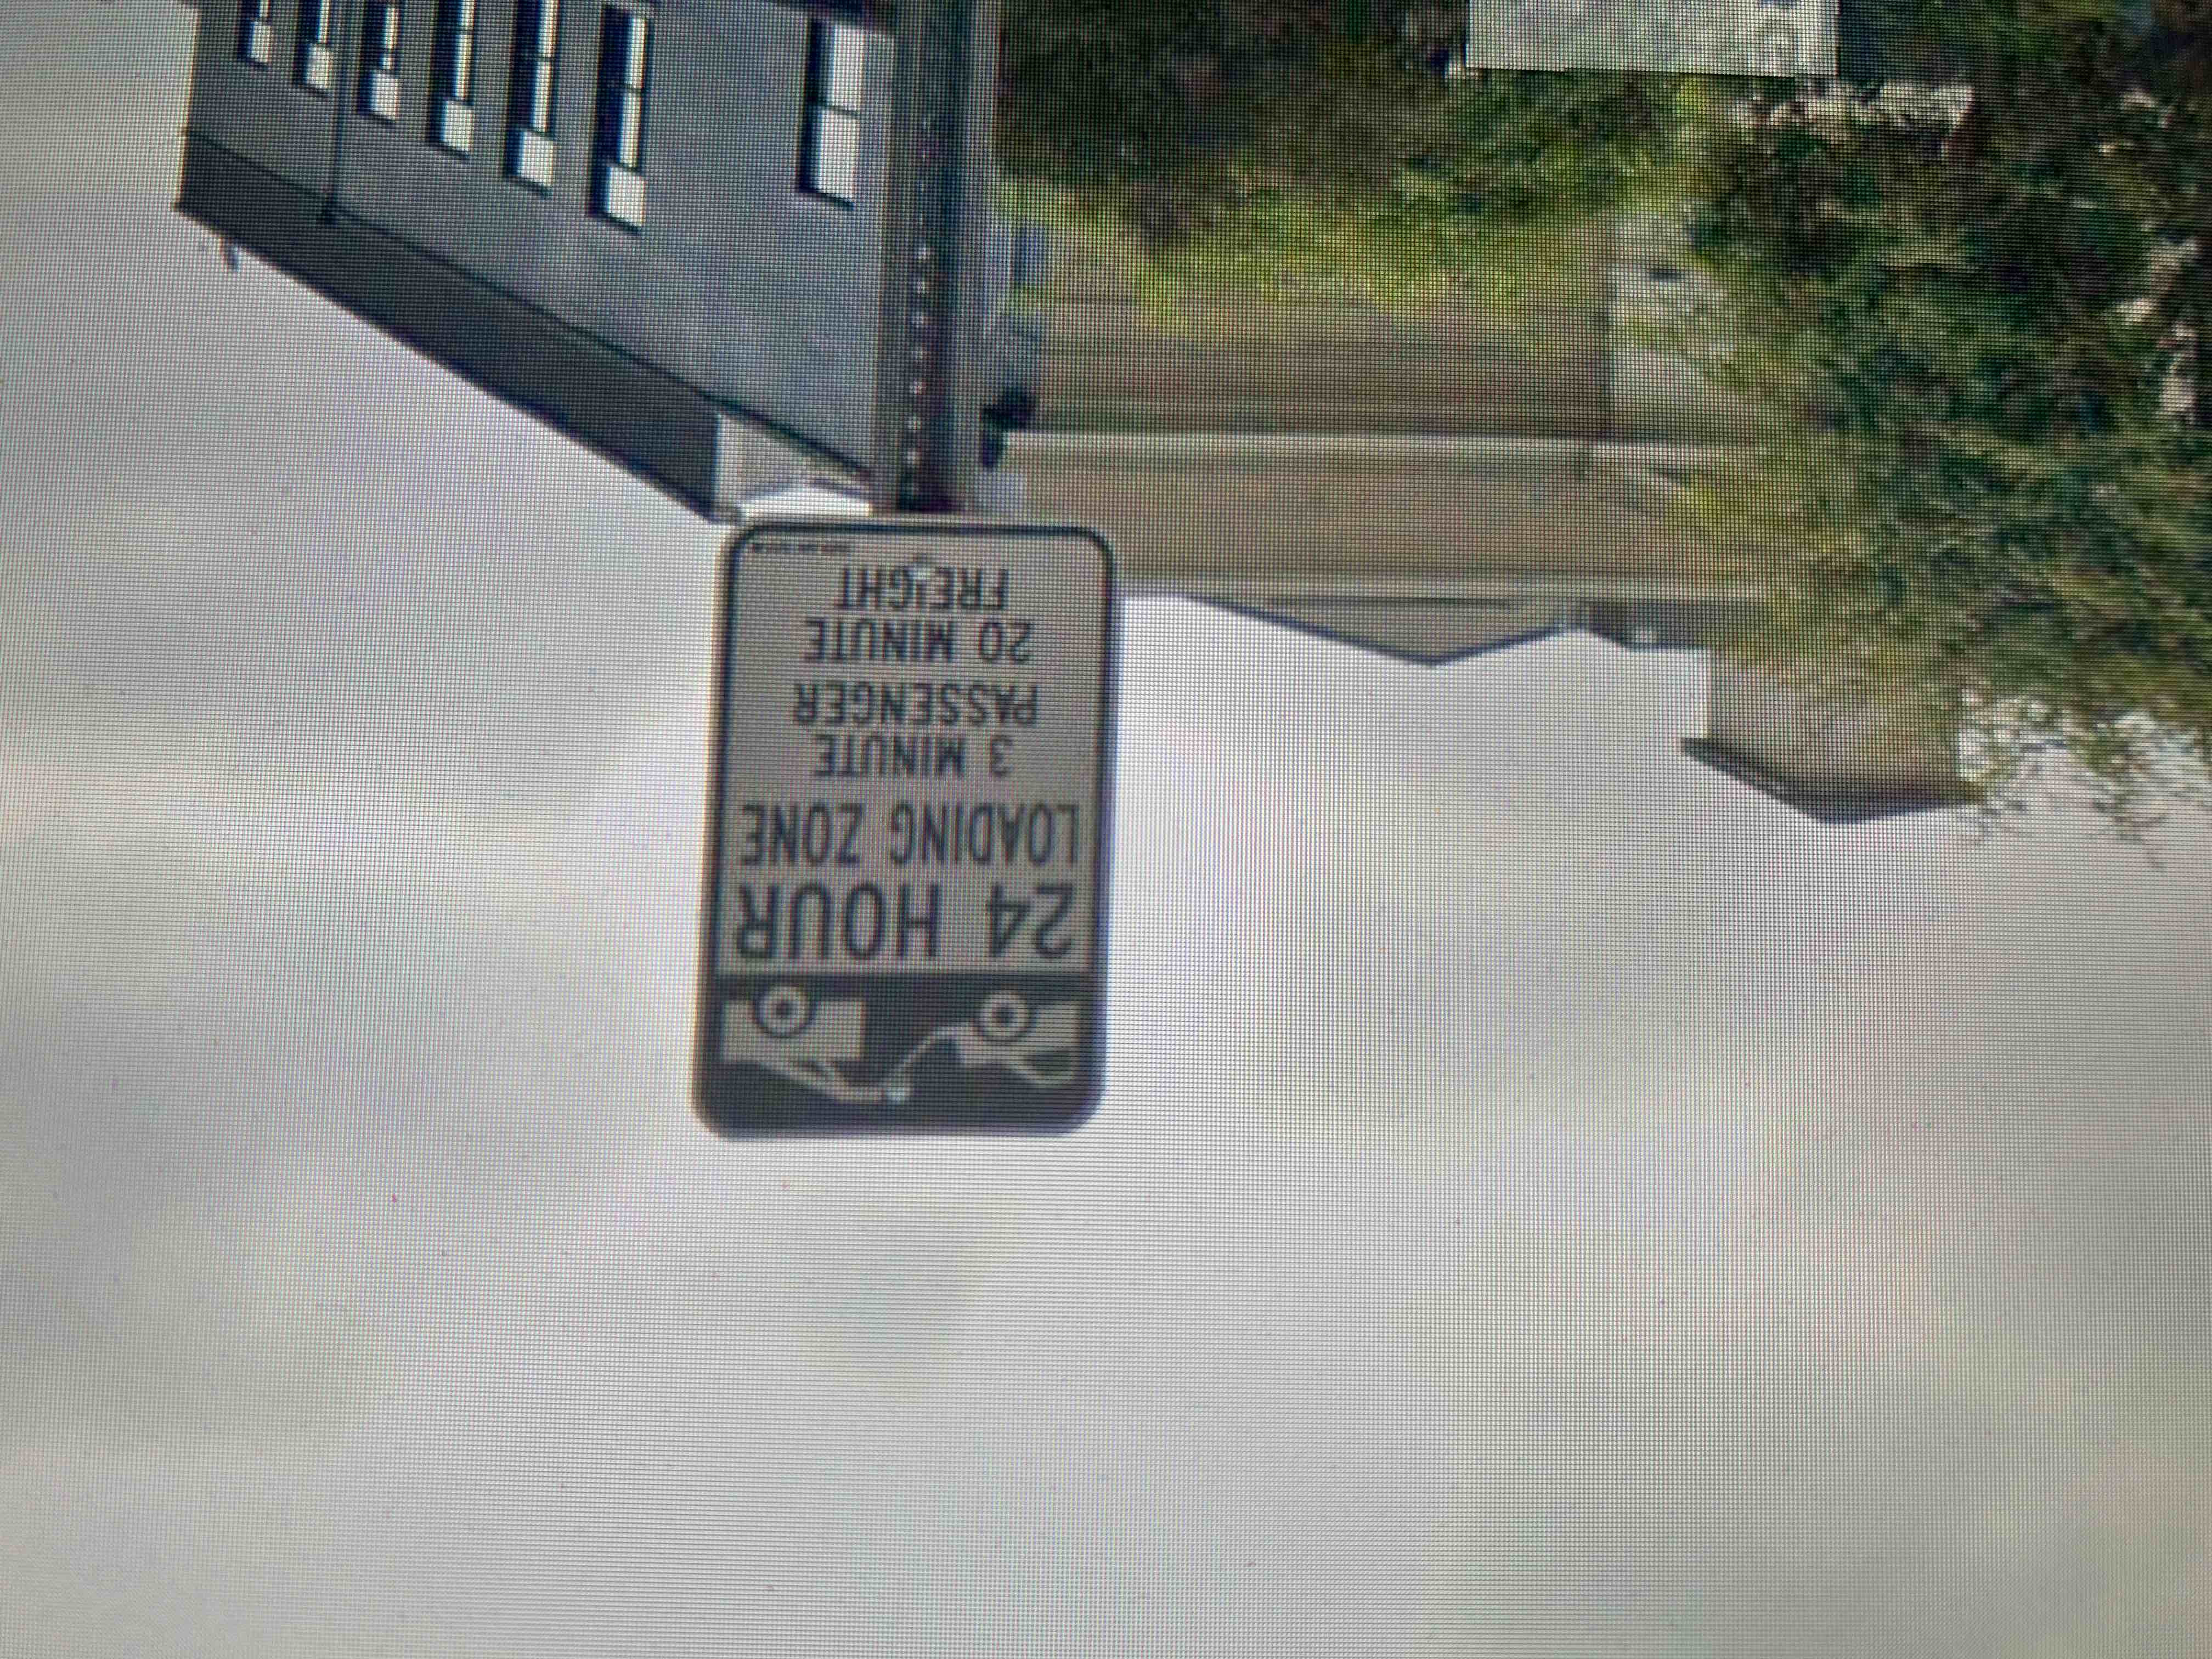 24 HOUR
LOADING ZONE
3 MINUTE
PASSENGER
20 MINUTE
FREIGHT